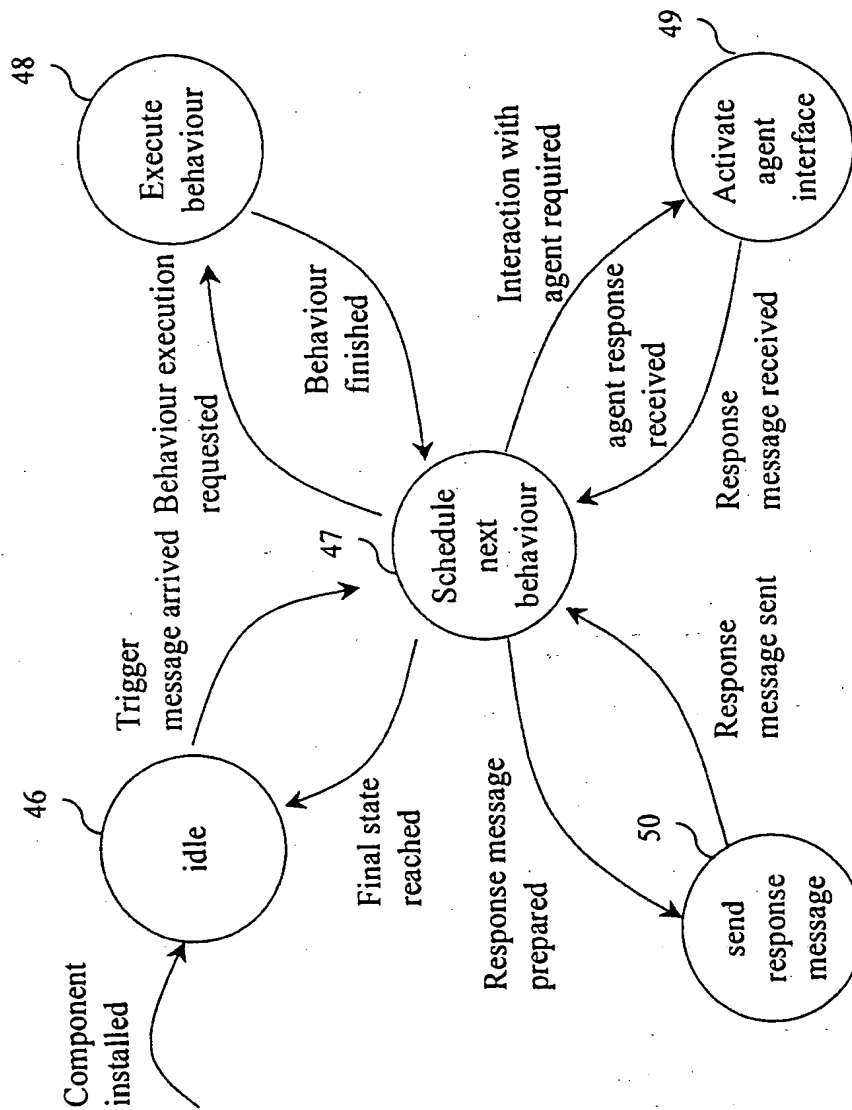 Component
installed
46
idle
Trigger
message arrived
Final state
reached
48
Execute
behaviour
Behaviour execution
requested
Behaviour
finished
47
Schedule
next
behaviour
Response message
prepared
50
send
response
message
Response
message sent
Interaction with
agent required
agent response
received
Response
message received
49
Activate
agent
interface